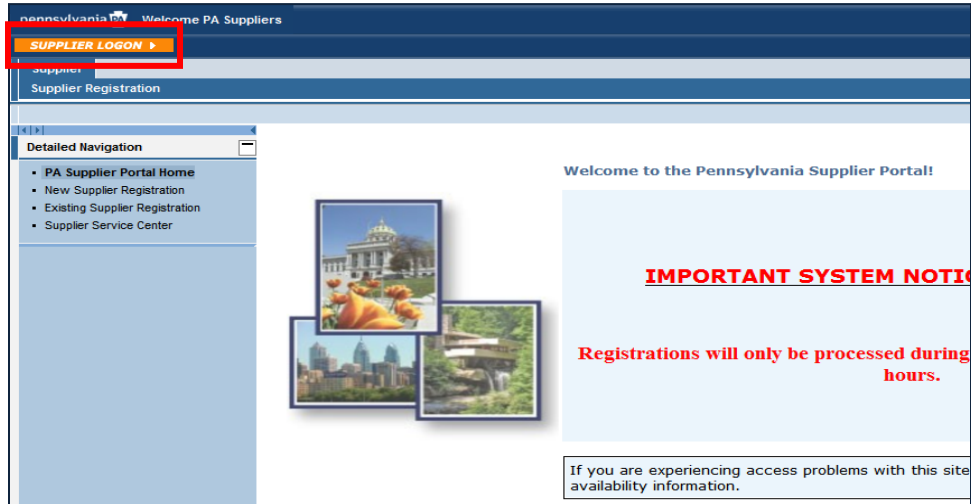 pennsylvania PA Welcome PA Suppliers
SUPPLIER LOGON
Supplier
Supplier Registration
Detailed Navigation
PA Supplier Portal Home
New Supplier Registration
Existing Supplier Registration
Supplier Service Center
Welcome to the Pennsylvania Supplier Portal!
IMPORTANT SYSTEM
Registrations will only be processed during
hours.
If you are experiencing access problems with this site
availability information.